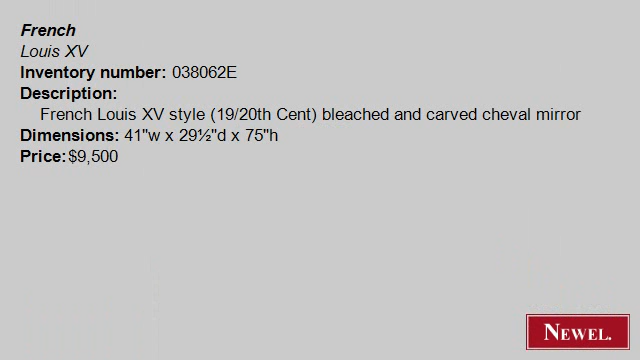 French
Louis XV
Inventory number: 038062E
Description:
French Louis XV style (19/20th Cent) bleached and carved cheval mirror
Dimensions: 41"w x 29½"d x 75"h
Price:$9,500
NEWEL.